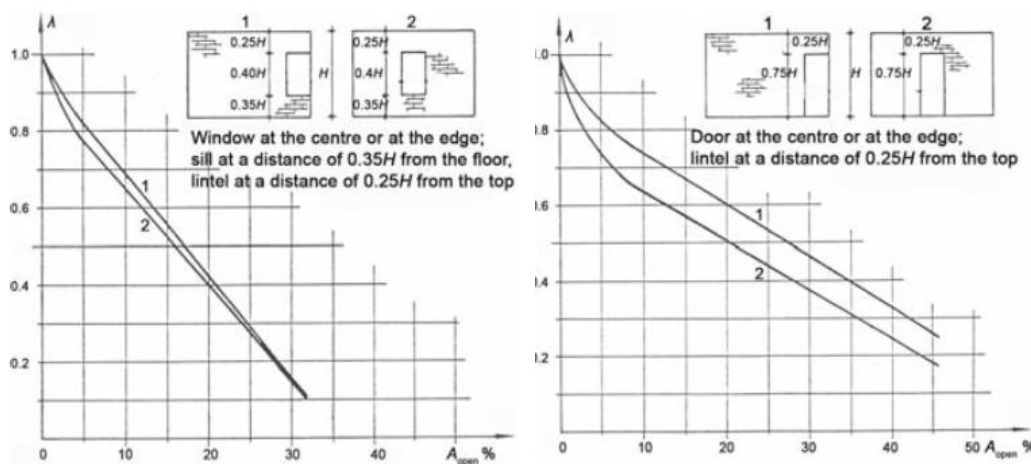 λ
1
2
0.25H
0.40H
0.35H
H
0.25H
0.4H
0.35H
1.0
0.8
0.6
0.4
0.2
Window at the centre or at the edge;
sill at a distance of 0.35H from the floor,
lintel at a distance of 0.25H from the top
1
2
0 10 20 30 40 A_open %
λ
1
2
0.25H
0.75H
H
0.25H
0.75H
1.0
0.8
0.6
0.4
0.2
Door at the centre or at the edge;
lintel at a distance of 0.25H from the top
1
2
0 10 20 30 40 50 A_open %